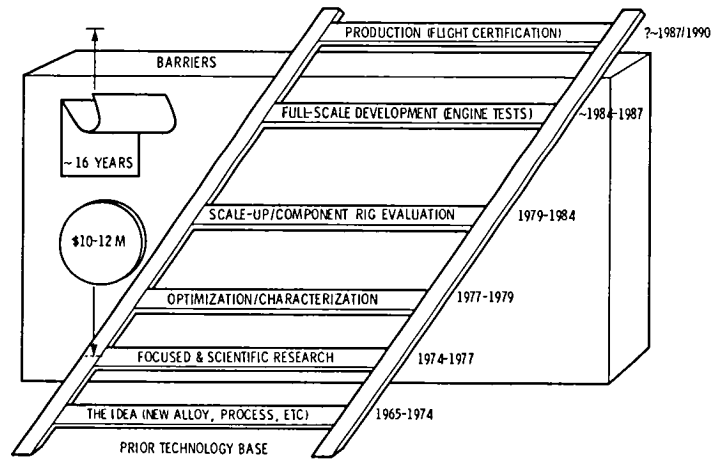 PRODUCTION (FLIGHT CERTIFICATION)
?~1987/1990
BARRIERS
FULL-SCALE DEVELOPMENT (ENGINE TESTS)
~1984-1987
~16 YEARS
SCALE-UP/COMPONENT RIG EVALUATION
1979-1984
$10-12 M
OPTIMIZATION/CHARACTERIZATION
1977-1979
FOCUSED & SCIENTIFIC RESEARCH
1974-1977
THE IDEA (NEW ALLOY, PROCESS, ETC)
1965-1974
PRIOR TECHNOLOGY BASE